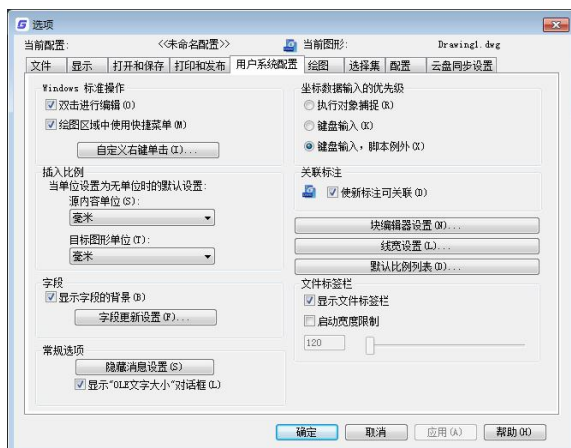 选项
当前配置: <<未命名配置>> 当前图形: Drawing1.dwg
文件 显示 打开和保存 打印和发布 用户系统配置 绘图 选择集 配置 云盘同步设置
Windows 标准操作
双击进行编辑(O)
绘图区域中使用快捷菜单(M)
自定义右键单击(I)...
插入比例
当单位设置为无单位时的默认设置:
源内容单位(S):
毫米
目标图形单位(T):
毫米
字段
显示字段的背景(B)
字段更新设置(F)...
常规选项
隐藏消息设置(S)
显示"OLE文字大小"对话框(L)
坐标数据输入的优先级
执行对象捕捉(R)
键盘输入(K)
键盘输入，脚本例外(X)
关联标注
使新标注可关联(D)
块编辑器设置(N)...
线宽设置(L)...
默认比例列表(D)...
文件标签栏
显示文件标签栏
启动宽度限制
120
确定 取消 应用(A) 帮助(H)